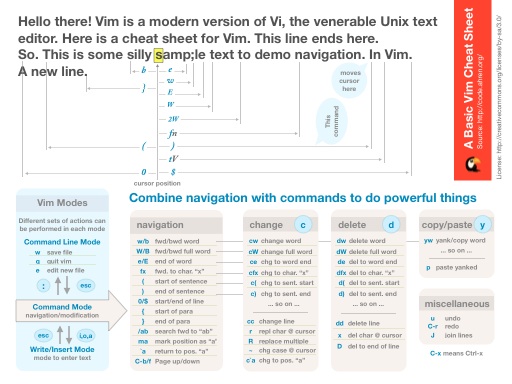 Hello there! Vim is a modern version of Vi, the venerable Unix text
editor. Here is a cheat sheet for Vim. This line ends here.
So. This is some silly samp;le text to demo navigation. In Vim.
A new line.
b e
} w
E
W
2W
fn
( )
tV
0 $
cursor position
moves
cursor
here
This
command
A Basic Vim Cheat Sheet
Source: http://code.ahren.org/
License: http://creativecommons.org/licenses/by-sa/3.0/
Combine navigation with commands to do powerful things
Vim Modes
Different sets of actions can
be performed in each mode
Command Line Mode
w save file
q quit vim
e edit new file
: esc
Command Mode
navigation/modification
esc i,o,a
Write/Insert Mode
mode to enter text
navigation
w/b fwd/bwd word
W/B fwd/bwd full word
e/E end of word
fx fwd. to char. "x"
( start of sentence
) end of sentence
0/$ start/end of line
{ start of para
} end of para
/ab search fwd to "ab"
ma mark position as "a"
`a return to pos. "a"
C-b/f Page up/down
change c
cw change word
cW change full word
ce chg to word end
cfx chg to char. "x"
c( chg to sent. start
c) chg to sent. end
... so on ...
cc change line
r repl char @ cursor
R replace multiple
~ chg case @ cursor
c`a chg to pos. "a"
delete d
dw delete word
dW delete full word
de del to word end
dfx del to char. "x"
d( del to sent. start
d) del to sent. end
... so on ...
dd delete line
x del char @ cursor
D del to end of line
copy/paste y
yw yank/copy word
... so on ...
p paste yanked
miscellaneous
u undo
C-r redo
J join lines
C-x means Ctrl-x